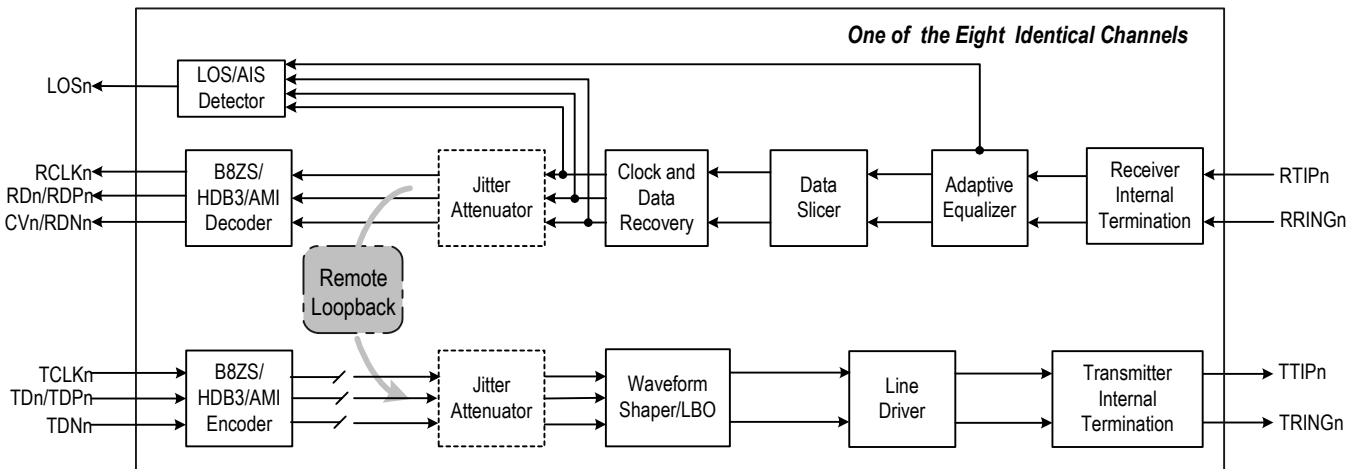 One of the Eight Identical Channels
LOSn
LOS/AIS
Detector
RCLKn
RDn/RDPn
CVn/RDNn
B8ZS/
HDB3/AMI
Decoder
Jitter
Attenuator
Clock and
Data
Recovery
Data
Slicer
Adaptive
Equalizer
Receiver
Internal
Termination
RTIPn
RRINGn
Remote
Loopback
TCLKn
TDn/TDPn
TDNn
B8ZS/
HDB3/AMI
Encoder
Jitter
Attenuator
Waveform
Shaper/LBO
Line
Driver
Transmitter
Internal
Termination
TTIPn
TRINGn